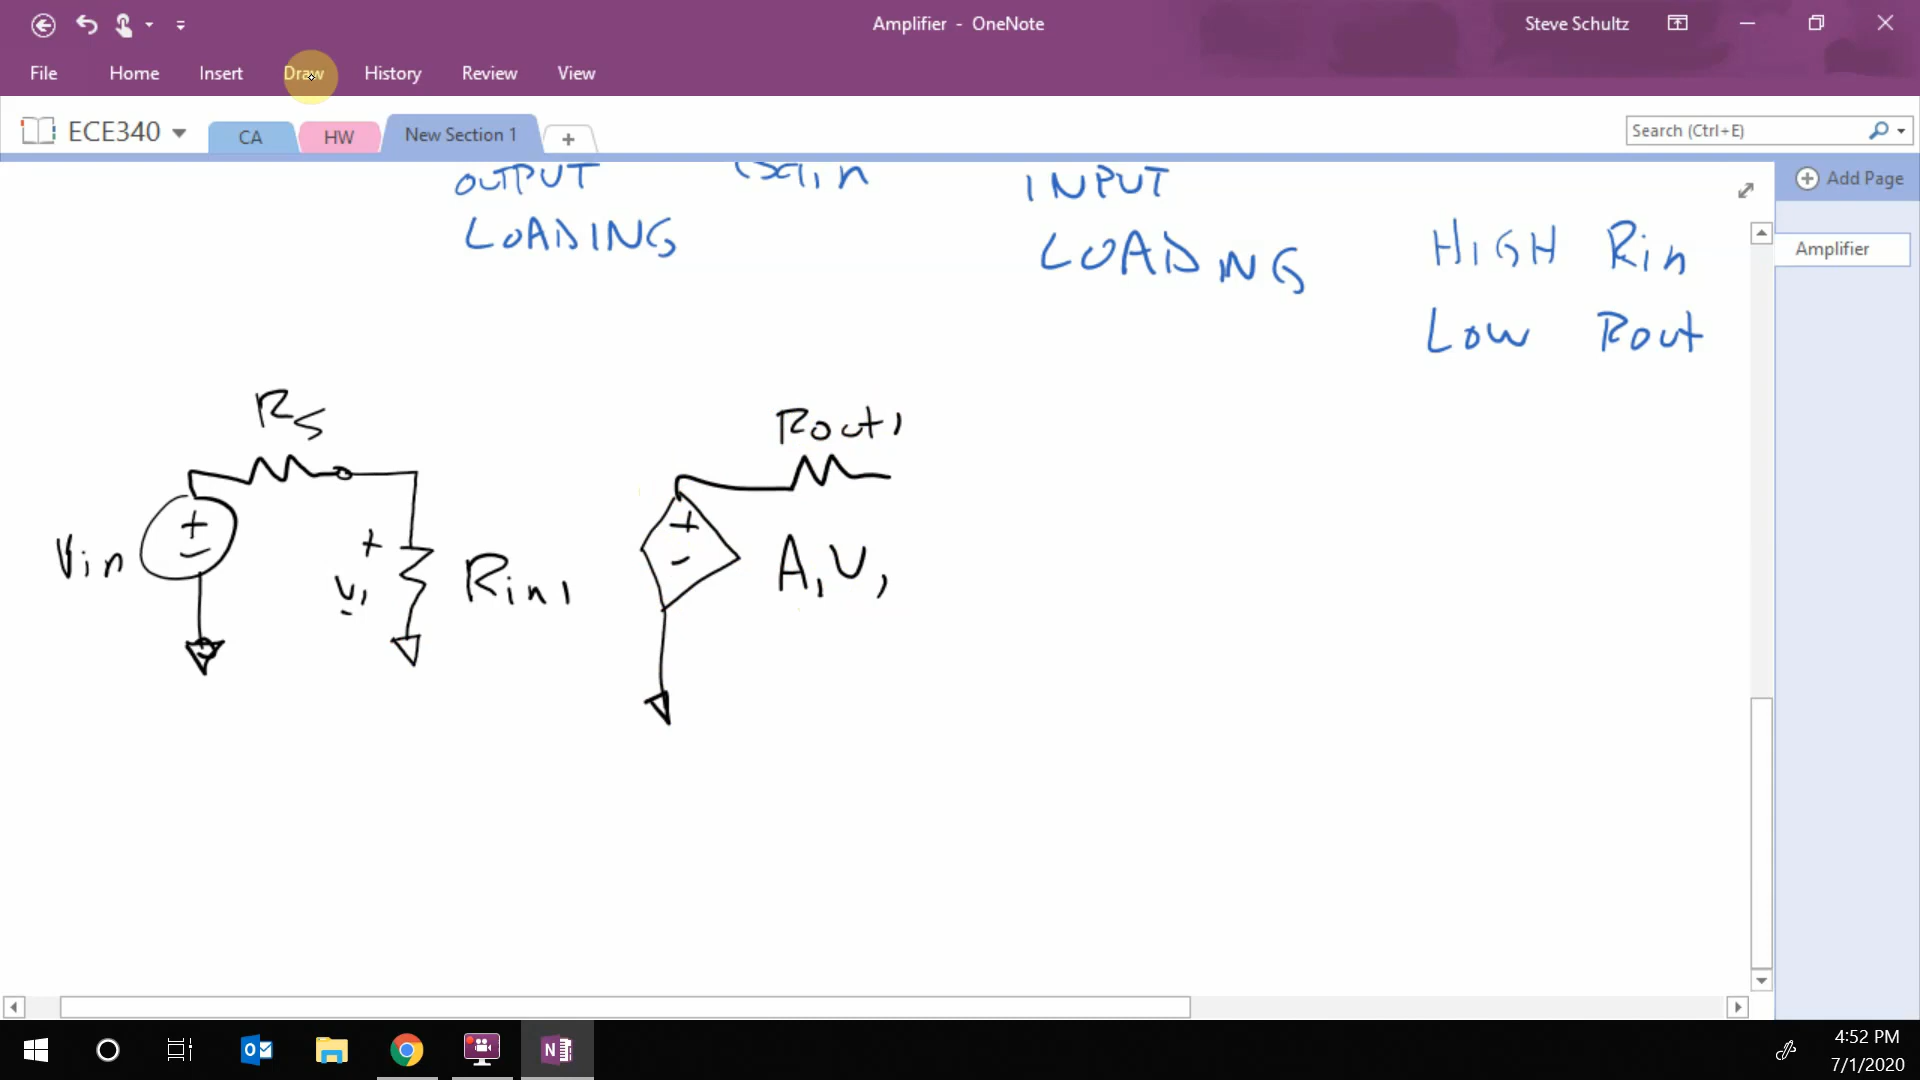 Amplifier - OneNote
Steve Schultz
File Home Insert Draw History Review View
ECE340 CA HW New Section 1 +
Search (Ctrl+E)
Add Page
Amplifier
OUTPUT
LOADING
Gain
INPUT
LOADING
HIGH Rin
Low Rout
Rs
Rout1
Vin
+
-
+
V1
-
Rin1
+
-
A1V1
4:52 PM
7/1/2020